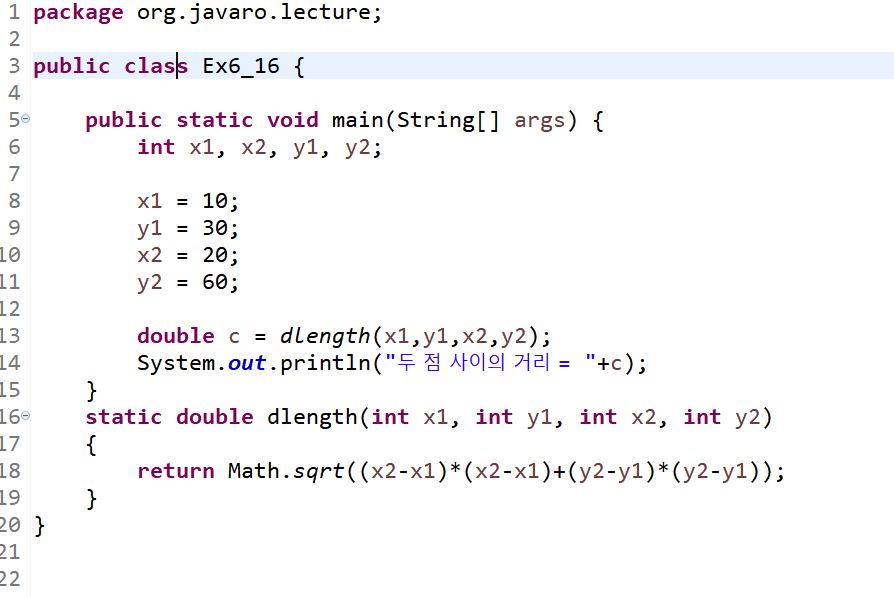 1 package org.javaro.lecture;
2
3 public class Ex6_16 {
4
5 public static void main(String[] args) {
6 int x1, x2, y1, y2;
7
8 x1 = 10;
9 y1 = 30;
10 x2 = 20;
11 y2 = 60;
12
13 double c = dlength(x1,y1,x2,y2);
14 System.out.println("두 점 사이의 거리 = "+c);
15 }
16 static double dlength(int x1, int y1, int x2, int y2)
17 {
18 return Math.sqrt((x2-x1)*(x2-x1)+(y2-y1)*(y2-y1));
19 }
20 }
21
22